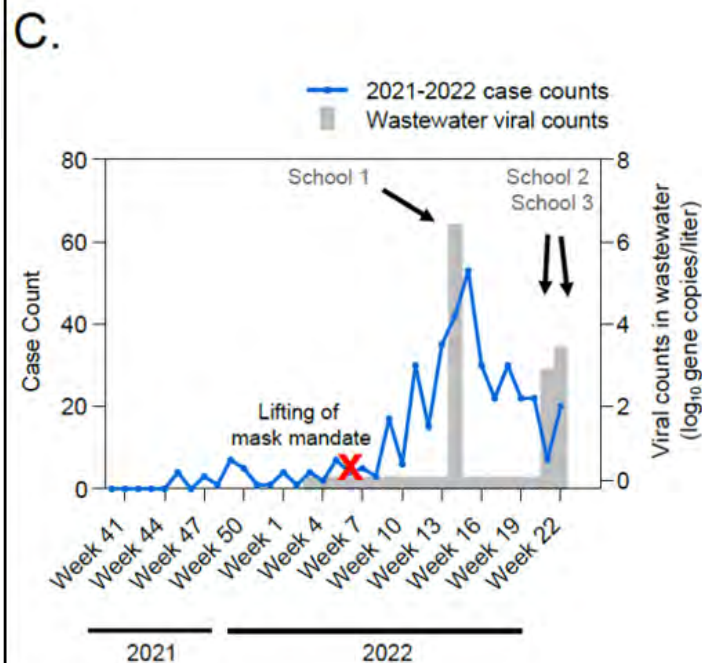 C.
2021-2022 case counts
Wastewater viral counts
80
60
40
20
0
Case Count
School 1
School 2
School 3
Lifting of
mask mandate
X
8
6
4
2
0
Viral counts in wastewater
(log₁₀ gene copies/liter)
Week 41
Week 44
Week 47
Week 50
Week 1
Week 4
Week 7
Week 10
Week 13
Week 16
Week 19
Week 22
2021
2022